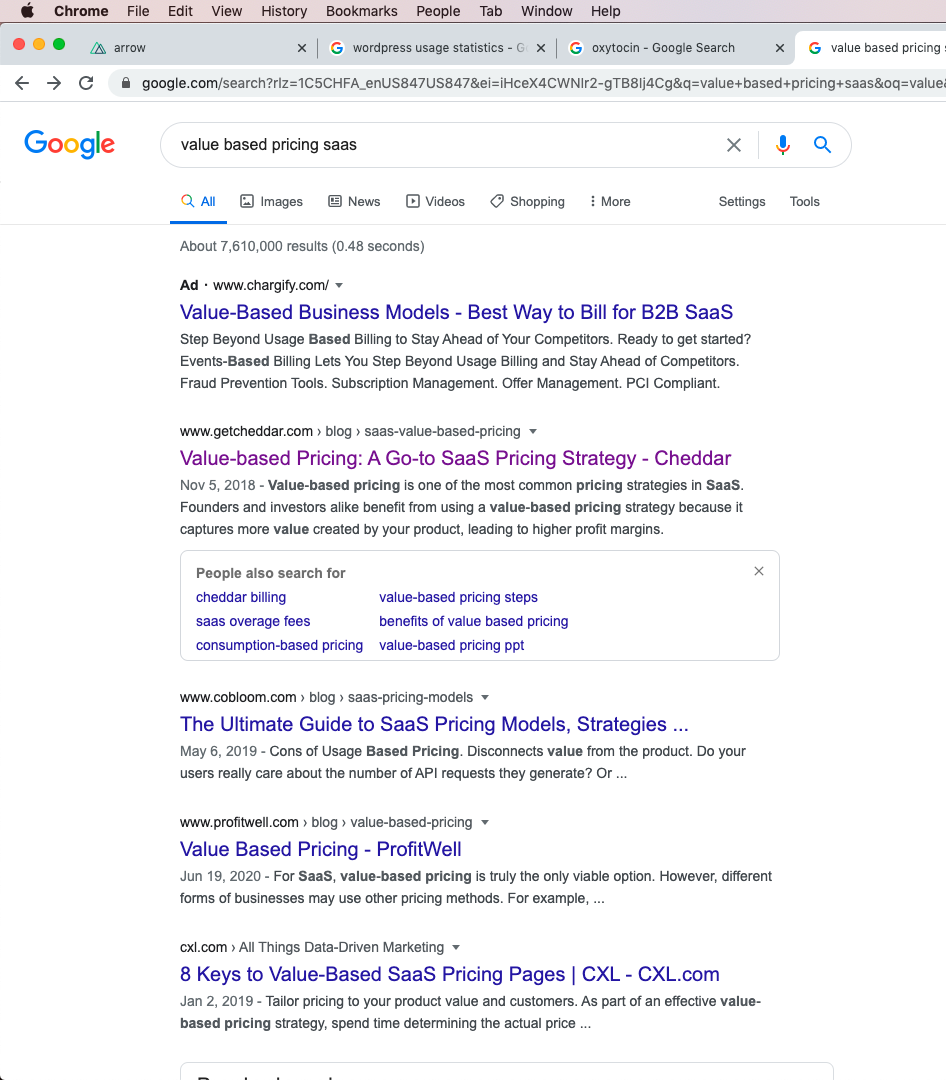 Chrome File Edit View History Bookmarks People Tab Window Help
arrow wordpress usage statistics - G oxytocin - Google Search value based pricing
google.com/search?rlz=1C5CHFA_enUS847US847&ei=iHceX4CWNIr2-gTB8Ij4Cg&q=value+based+pricing+saas&oq=value
Google
value based pricing saas
All Images News Videos Shopping More Settings Tools
About 7,610,000 results (0.48 seconds)
Ad · www.chargify.com/
Value-Based Business Models - Best Way to Bill for B2B SaaS
Step Beyond Usage Based Billing to Stay Ahead of Your Competitors. Ready to get started?
Events-Based Billing Lets You Step Beyond Usage Billing and Stay Ahead of Competitors.
Fraud Prevention Tools. Subscription Management. Offer Management. PCI Compliant.
www.getcheddar.com › blog › saas-value-based-pricing
Value-based Pricing: A Go-to SaaS Pricing Strategy - Cheddar
Nov 5, 2018 - Value-based pricing is one of the most common pricing strategies in SaaS.
Founders and investors alike benefit from using a value-based pricing strategy because it
captures more value created by your product, leading to higher profit margins.
People also search for
cheddar billing value-based pricing steps
saas overage fees benefits of value based pricing
consumption-based pricing value-based pricing ppt
www.cobloom.com › blog › saas-pricing-models
The Ultimate Guide to SaaS Pricing Models, Strategies ...
May 6, 2019 - Cons of Usage Based Pricing. Disconnects value from the product. Do your
users really care about the number of API requests they generate? Or ...
www.profitwell.com › blog › value-based-pricing
Value Based Pricing - ProfitWell
Jun 19, 2020 - For SaaS, value-based pricing is truly the only viable option. However, different
forms of businesses may use other pricing methods. For example, ...
cxl.com › All Things Data-Driven Marketing
8 Keys to Value-Based SaaS Pricing Pages | CXL - CXL.com
Jan 2, 2019 - Tailor pricing to your product value and customers. As part of an effective value-
based pricing strategy, spend time determining the actual price ...